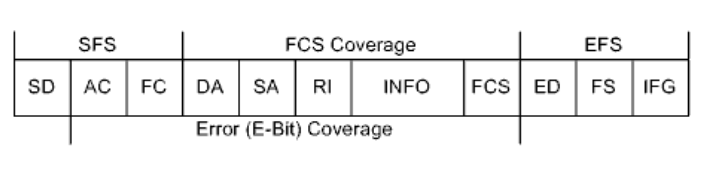 SFS FCS Coverage EFS
SD AC FC DA SA RI INFO FCS ED FS IFG
Error (E-Bit) Coverage